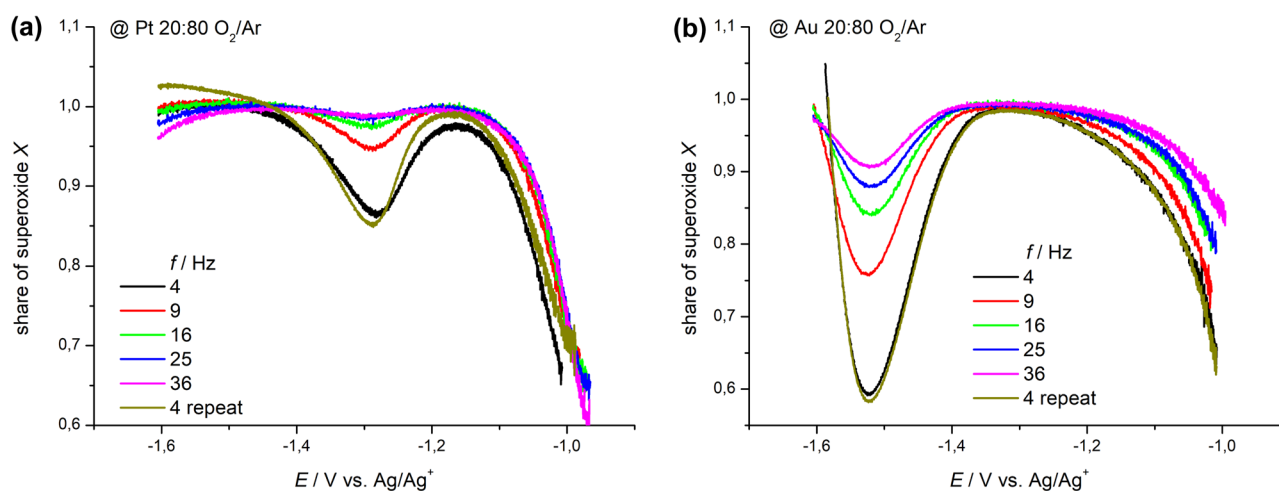 (a)
@ Pt 20:80 O₂/Ar
1,1
1,0
0,9
0,8
0,7
0,6
share of superoxide X
f / Hz
4
9
16
25
36
4 repeat
-1,6
-1,4
-1,2
-1,0
E / V vs. Ag/Ag⁺
(b)
@ Au 20:80 O₂/Ar
1,1
1,0
0,9
0,8
0,7
0,6
share of superoxide X
f / Hz
4
9
16
25
36
4 repeat
-1,6
-1,4
-1,2
-1,0
E / V vs. Ag/Ag⁺